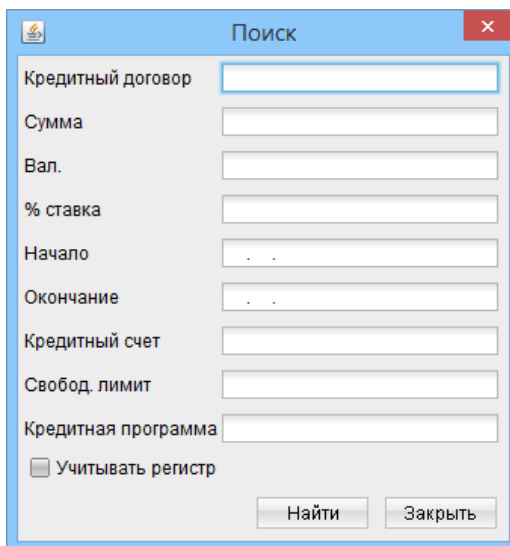 Поиск
Кредитный договор
Сумма
Вал.
% ставка
Начало . .
Окончание . .
Кредитный счет
Свобод. лимит
Кредитная программа
Учитывать регистр
Найти Закрыть